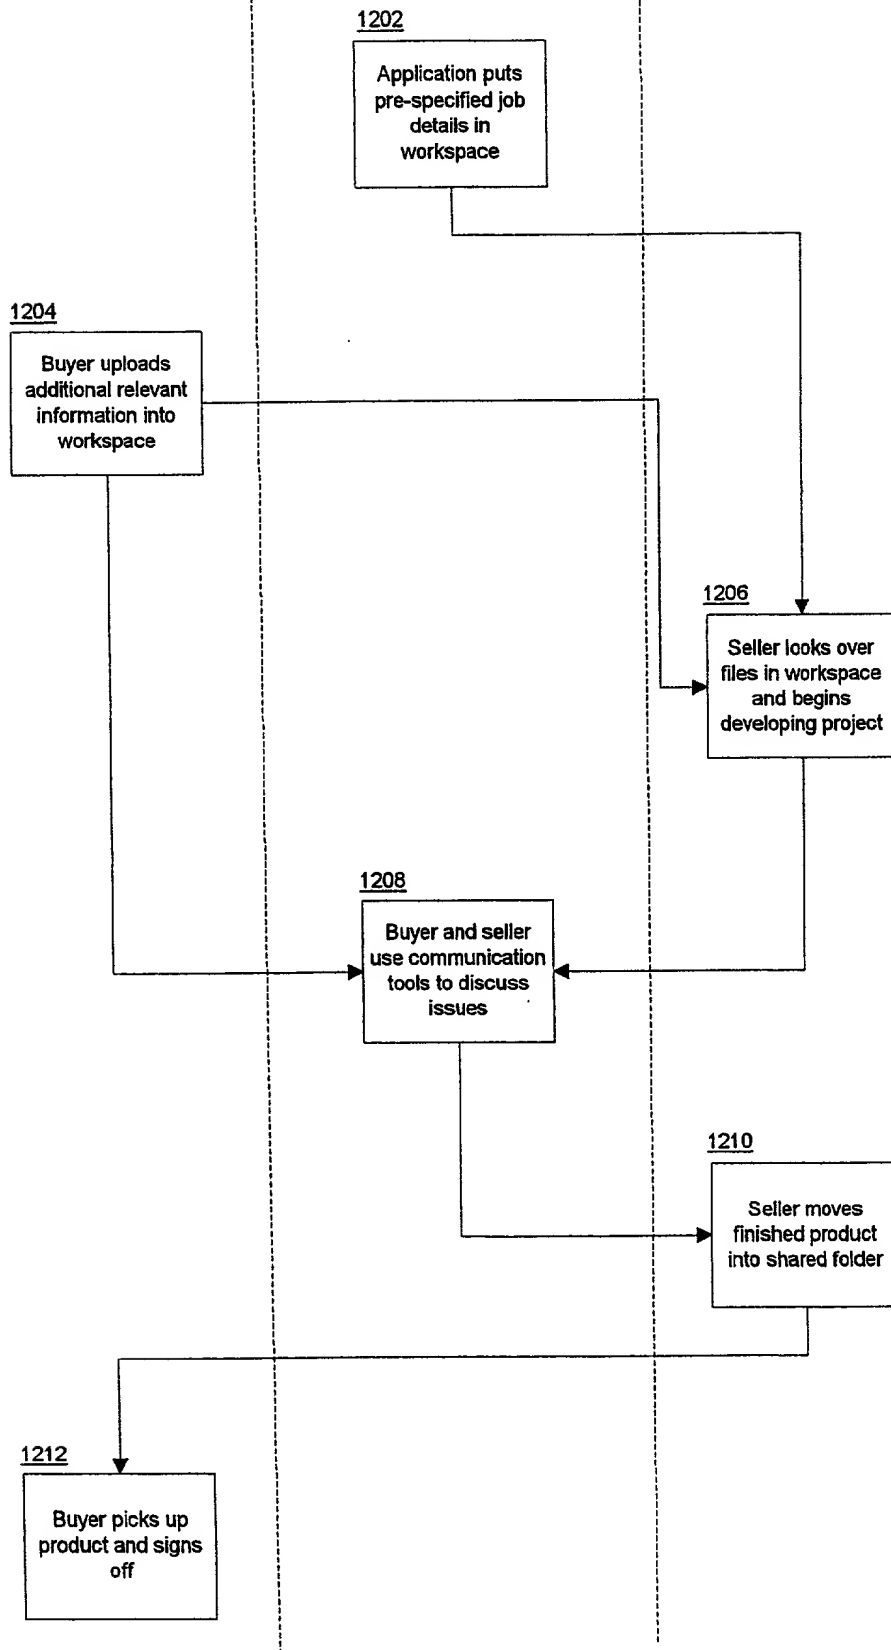 1202
Application puts
pre-specified job
details in
workspace
1204
Buyer uploads
additional relevant
information into
workspace
1206
Seller looks over
files in workspace
and begins
developing project
1208
Buyer and seller
use communication
tools to discuss
issues
1210
Seller moves
finished product
into shared folder
1212
Buyer picks up
product and signs
off